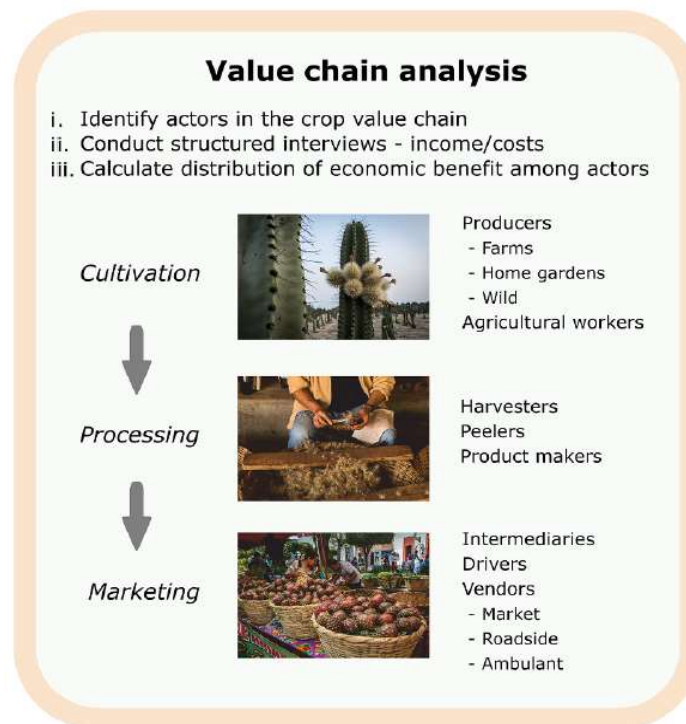 Value chain analysis
i. Identify actors in the crop value chain
ii. Conduct structured interviews - income/costs
iii. Calculate distribution of economic benefit among actors
Cultivation
Producers
- Farms
- Home gardens
- Wild
Agricultural workers
Processing
Harvesters
Peelers
Product makers
Marketing
Intermediaries
Drivers
Vendors
- Market
- Roadside
- Ambulant